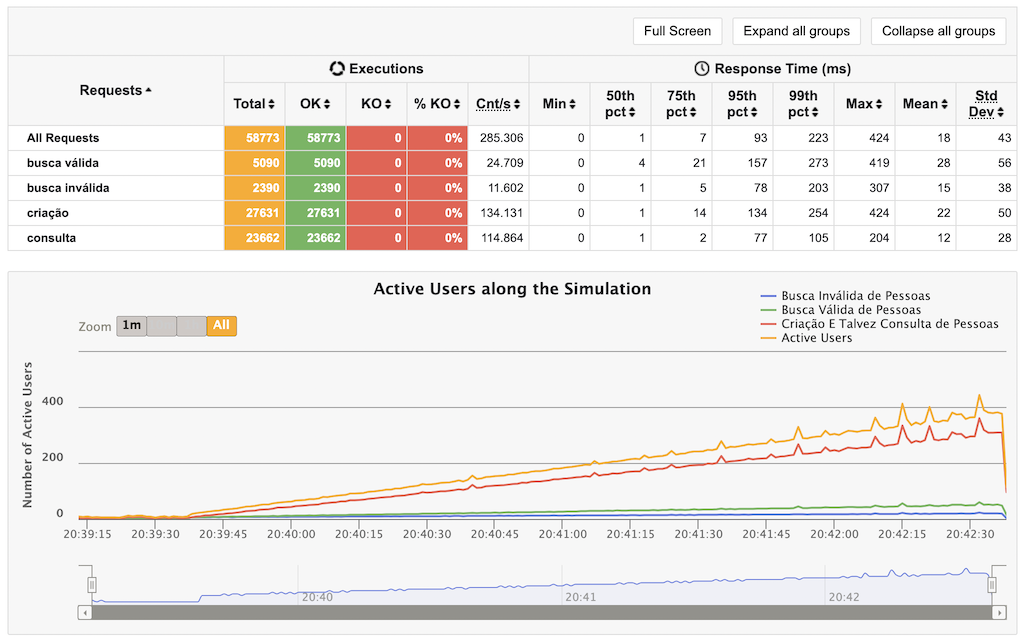 Full Screen Expand all groups Collapse all groups
Requests Executions Response Time (ms)
Total OK KO % KO Cnt/s Min 50th pct 75th pct 95th pct 99th pct Max Mean Std Dev
All Requests 58773 58773 0 0% 285.306 0 1 7 93 223 424 18 43
busca válida 5090 5090 0 0% 24.709 0 4 21 157 273 419 28 56
busca inválida 2390 2390 0 0% 11.602 0 1 5 78 203 307 15 38
criação 27631 27631 0 0% 134.131 0 1 14 134 254 424 22 50
consulta 23662 23662 0 0% 114.864 0 1 2 77 105 204 12 28
Active Users along the Simulation
Busca Inválida de Pessoas
Busca Válida de Pessoas
Criação E Talvez Consulta de Pessoas
Active Users
Zoom 1m All
Number of Active Users
400
200
0
20:39:15 20:39:30 20:39:45 20:40:00 20:40:15 20:40:30 20:40:45 20:41:00 20:41:15 20:41:30 20:41:45 20:42:00 20:42:15 20:42:30
20:40 20:41 20:42